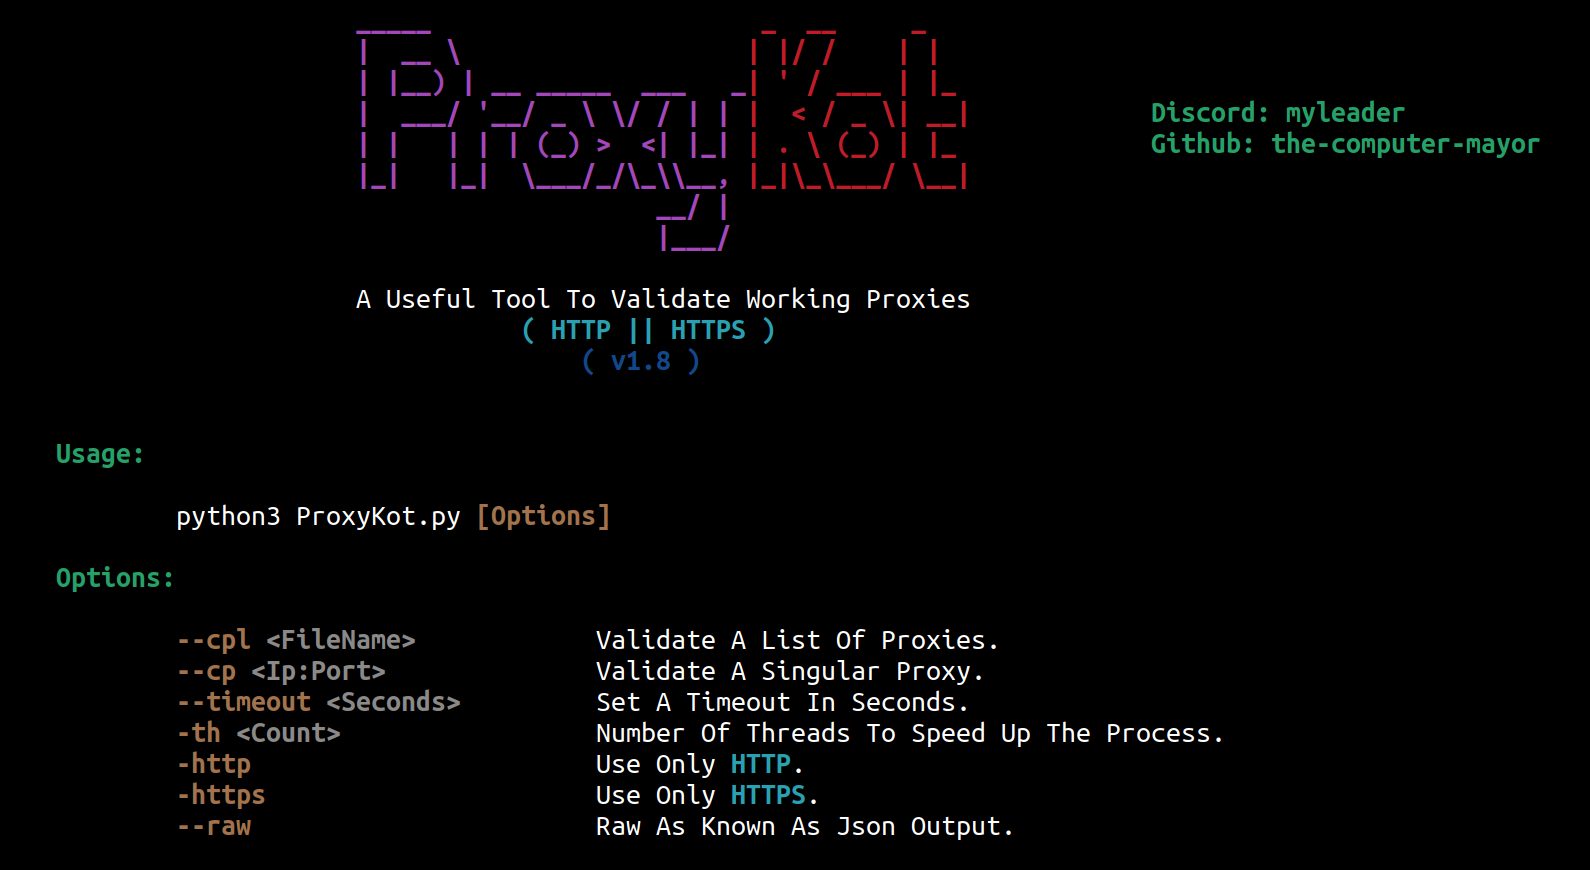 ProxyKot
Discord: myleader
Github: the-computer-mayor
A Useful Tool To Validate Working Proxies
( HTTP || HTTPS )
( v1.8 )
Usage:
python3 ProxyKot.py [Options]
Options:
--cpl <FileName> Validate A List Of Proxies.
--cp <Ip:Port> Validate A Singular Proxy.
--timeout <Seconds> Set A Timeout In Seconds.
-th <Count> Number Of Threads To Speed Up The Process.
-http Use Only HTTP.
-https Use Only HTTPS.
--raw Raw As Known As Json Output.